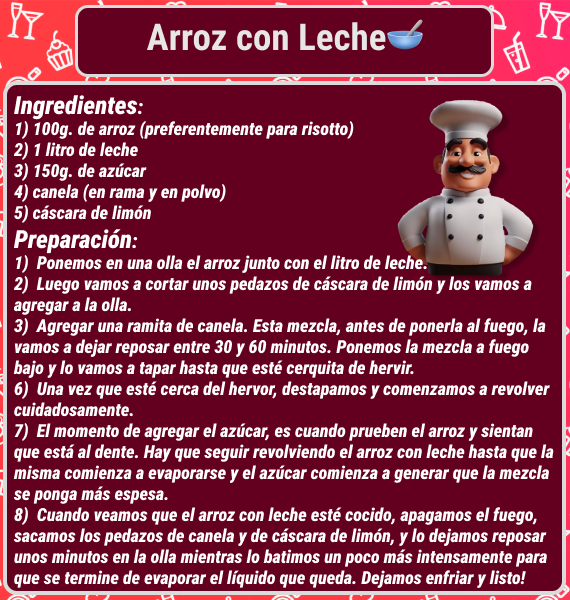 Arroz con Leche
Ingredientes:
1) 100g. de arroz (preferentemente para risotto)
2) 1 litro de leche
3) 150g. de azúcar
4) canela (en rama y en polvo)
5) cáscara de limón
Preparación:
1) Ponemos en una olla el arroz junto con el litro de leche.
2) Luego vamos a cortar unos pedazos de cáscara de limón y los vamos a
agregar a la olla.
3) Agregar una ramita de canela. Esta mezcla, antes de ponerla al fuego, la
vamos a dejar reposar entre 30 y 60 minutos. Ponemos la mezcla a fuego
bajo y lo vamos a tapar hasta que esté cerquita de hervir.
6) Una vez que esté cerca del hervor, destapamos y comenzamos a revolver
cuidadosamente.
7) El momento de agregar el azúcar, es cuando prueben el arroz y sientan
que está al dente. Hay que seguir revolviendo el arroz con leche hasta que la
misma comienza a evaporarse y el azúcar comienza a generar que la mezcla
se ponga más espesa.
8) Cuando veamos que el arroz con leche esté cocido, apagamos el fuego,
sacamos los pedazos de canela y de cáscara de limón, y lo dejamos reposar
unos minutos en la olla mientras lo batimos un poco más intensamente para
que se termine de evaporar el líquido que queda. Dejamos enfriar y listo!